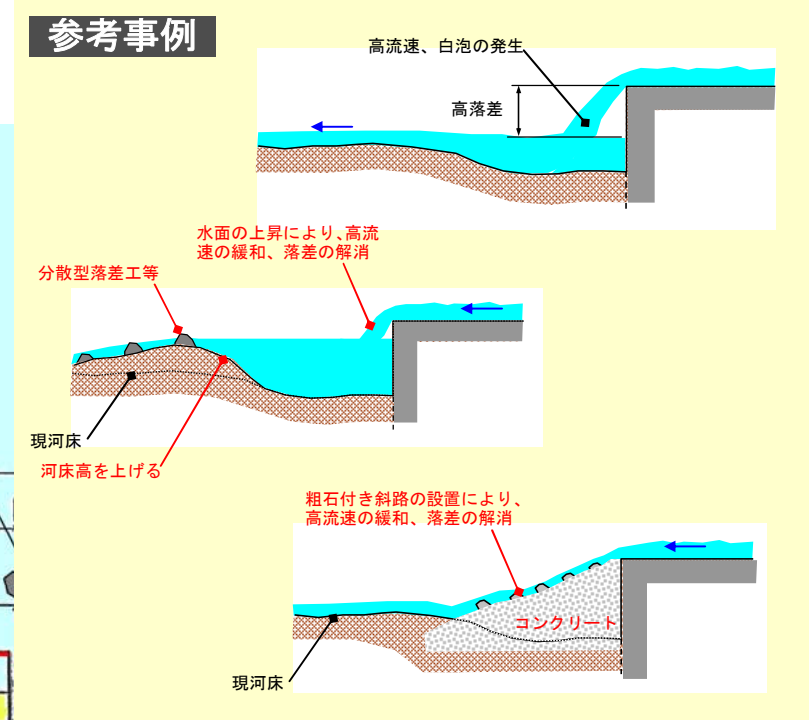 参考事例
高流速、白泡の発生
高落差
水面の上昇により、高流
速の緩和、落差の解消
分散型落差工等
現河床
河床高を上げる
粗石付き斜路の設置により、
高流速の緩和、落差の解消
コンクリート
現河床